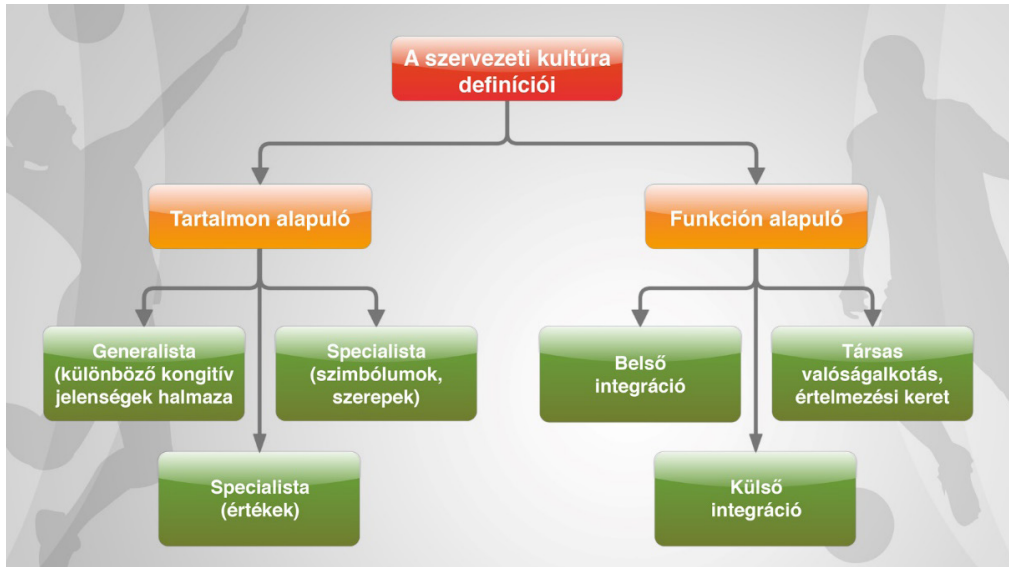 A szervezeti kultúra
definíciói
Tartalmon alapuló
Funkción alapuló
Generalista
(különböző kongitív
jelenségek halmaza
Specialista
(szimbólumok,
szerepek)
Belső
integráció
Társas
valóságalkotás,
értelmezési keret
Specialista
(értékek)
Külső
integráció